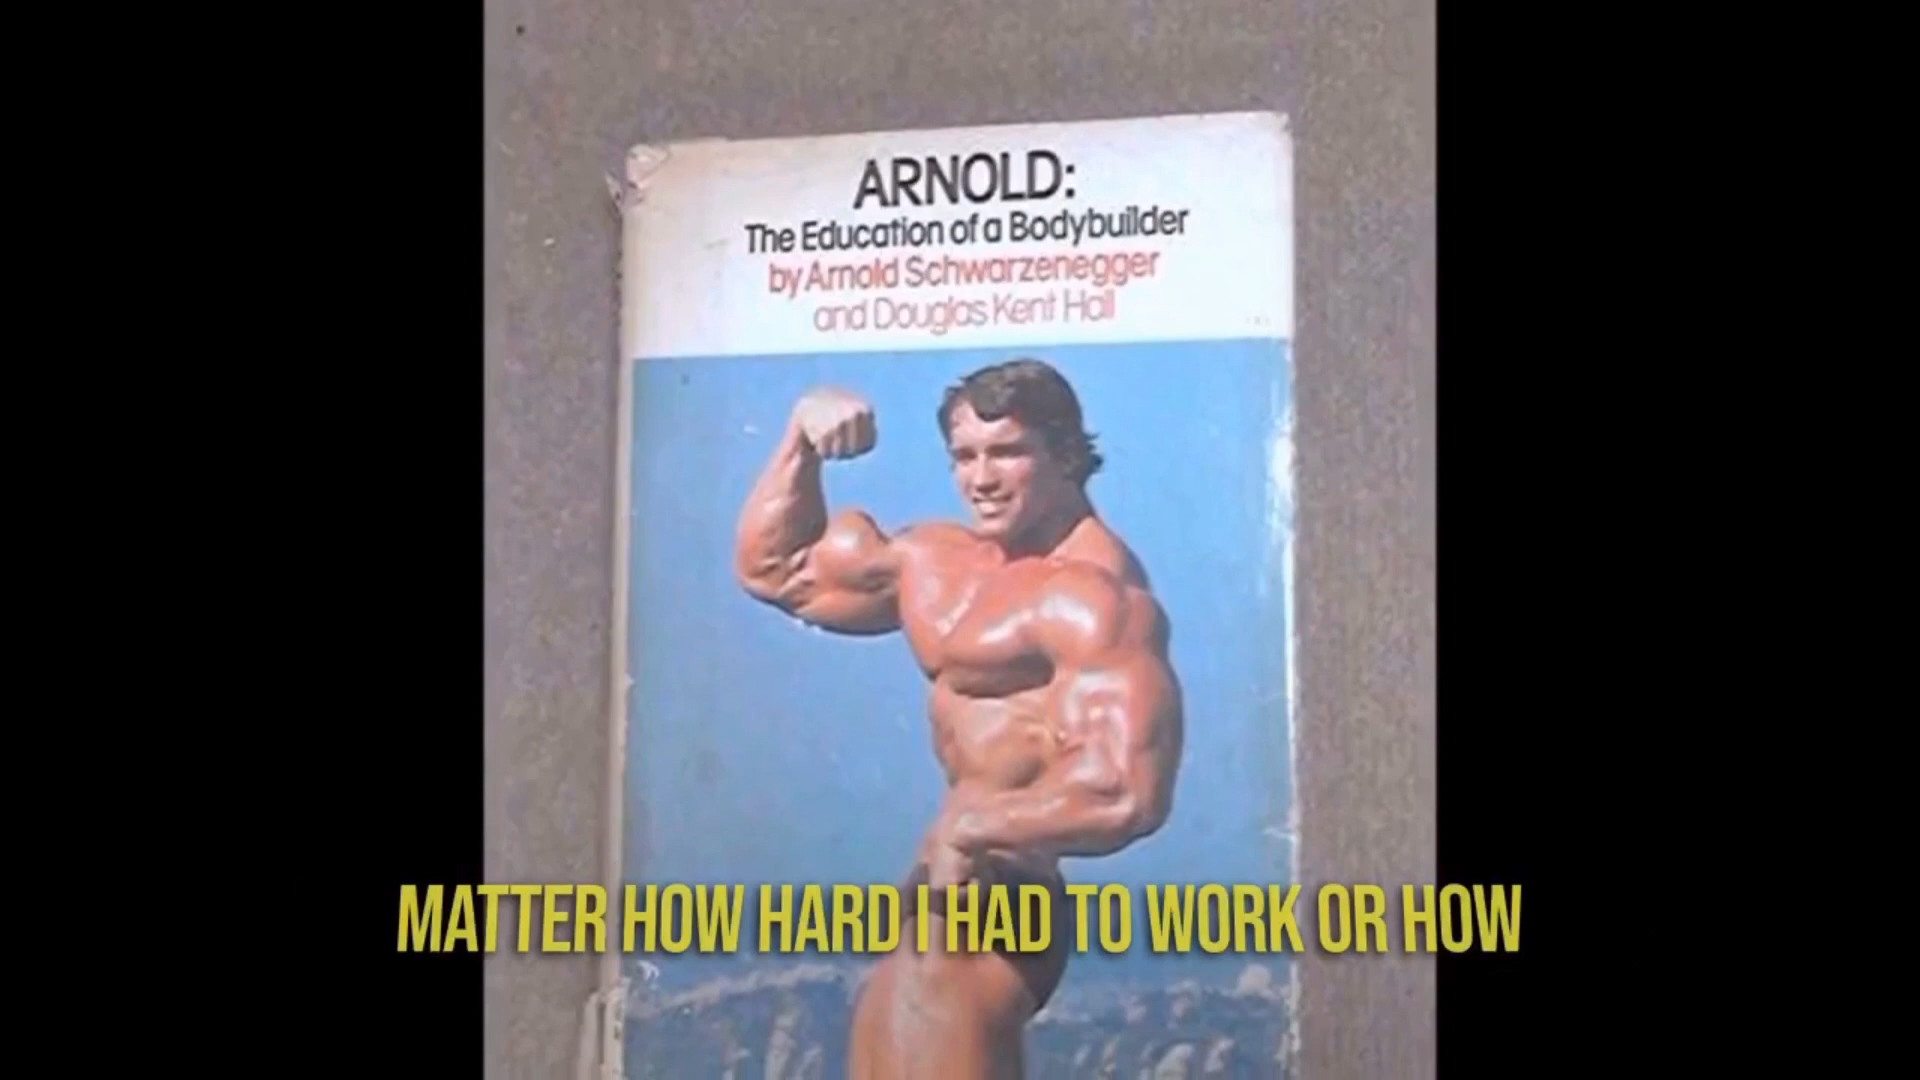 ARNOLD:
The Education of a Bodybuilder
by Arnold Schwarzenegger
and Douglas Kent Hall
MATTER HOW HARD I HAD TO WORK OR HOW